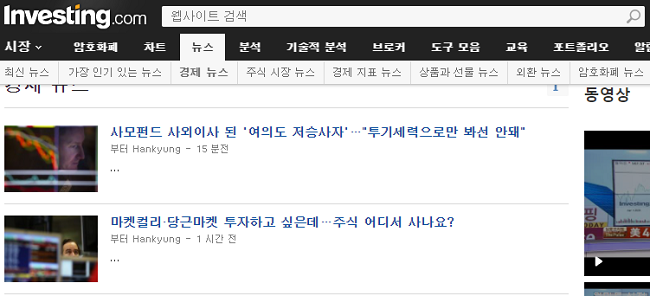 Investing.com
웹사이트 검색
시장 암호화폐 차트 뉴스 분석 기술적 분석 브로커 도구 모음 교육 포트폴리오
최신 뉴스 가장 인기 있는 뉴스 경제 뉴스 주식 시장 뉴스 경제 지표 뉴스 상품과 선물 뉴스 외환 뉴스 암호화폐 뉴스
경제 뉴스
동영상
사모펀드 사외이사 된 '여의도 저승사자'…"투기세력으로만 봐선 안돼"
부터 Hankyung - 15 분전
...
마켓컬리·당근마켓 투자하고 싶은데…주식 어디서 사나요?
부터 Hankyung - 1 시간 전
...